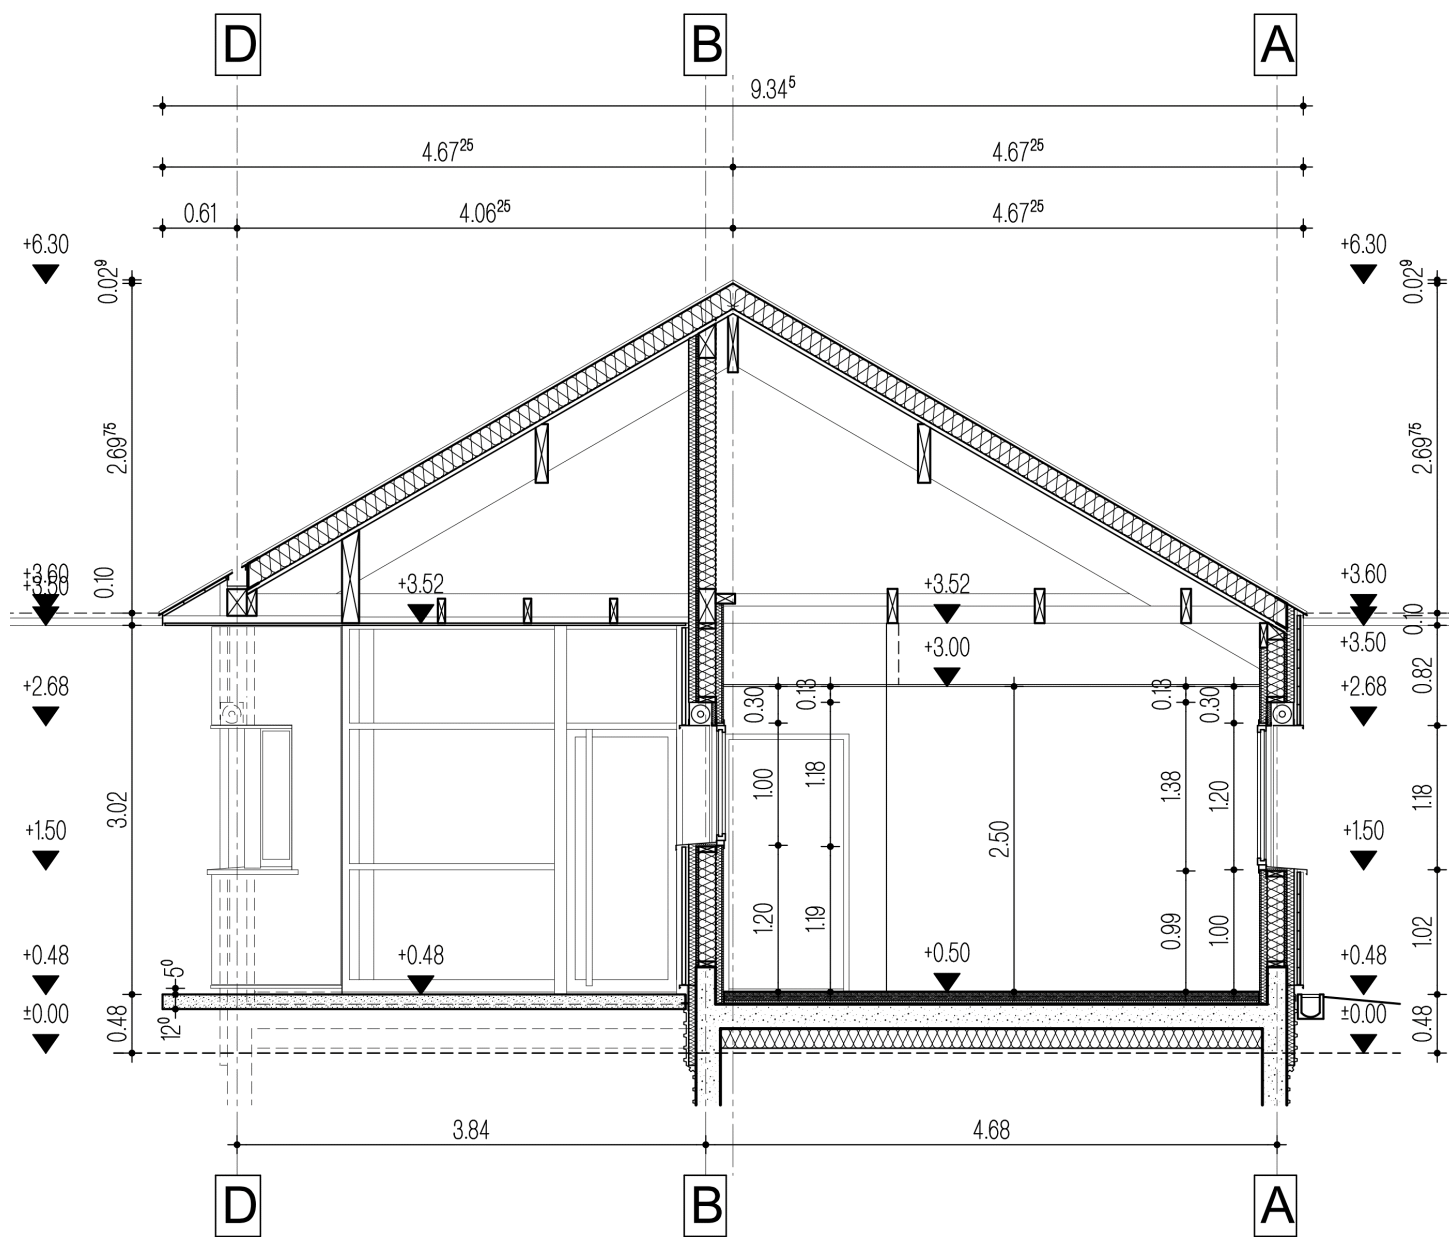 D B A
9.34⁵
4.67²⁵ 4.67²⁵
0.61 4.06²⁵ 4.67²⁵
+6.30 +6.30
0.02⁹ 0.02⁹
2.69⁷⁵ 2.69⁷⁵
+3.60 0.10 +3.52 +3.52 +3.60
+3.50 0.10
+3.50
+3.00
+2.68 0.30 0.13 0.13 0.30 +2.68 0.82
3.02 1.00 1.18 1.38 1.20 1.18
+1.50 2.50 +1.50
1.20 1.19 0.99 1.00 1.02
+0.48 5⁰ +0.48 +0.50 +0.48
±0.00 0.48 12⁰ ±0.00 0.48
3.84 4.68
D B A